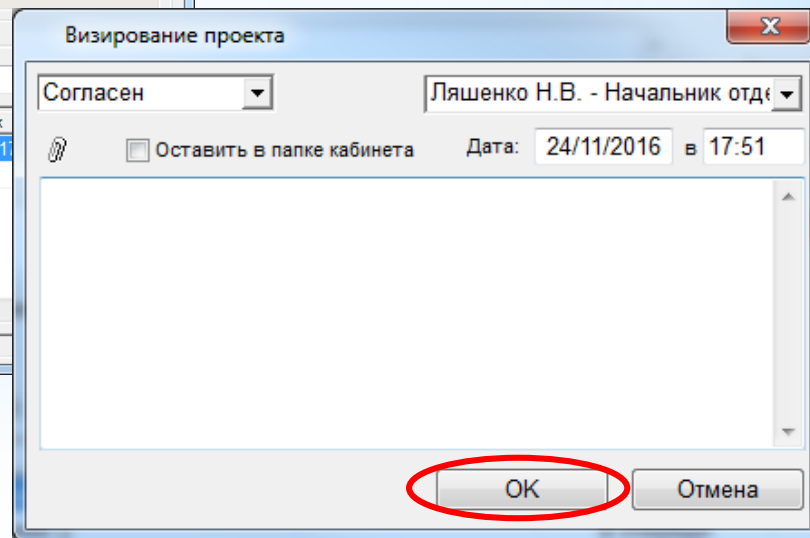 Визирование проекта
Согласен Ляшенко Н.В. - Начальник отде
Оставить в папке кабинета Дата: 24/11/2016 в 17:51
OK Отмена